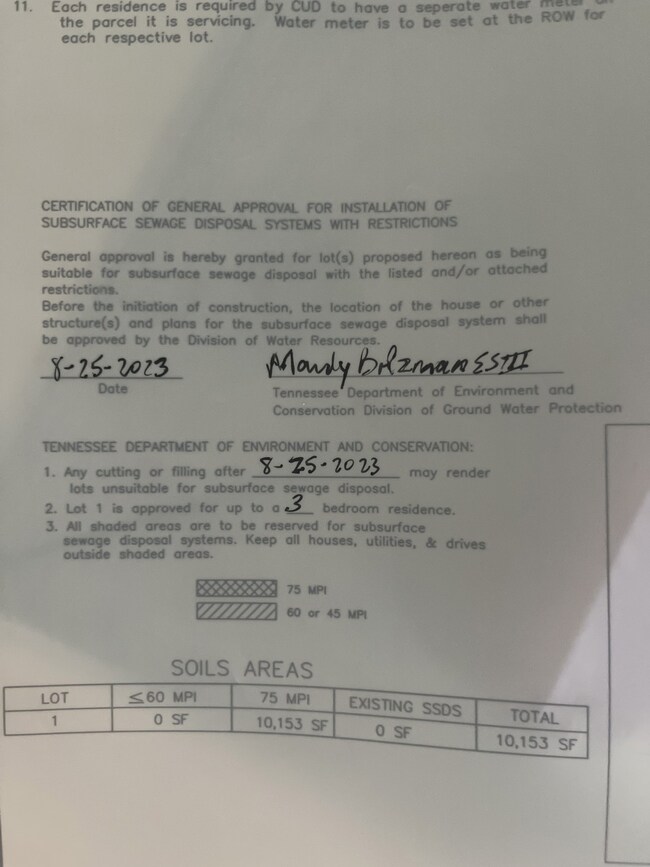 11. Each residence is required by CUD to have a seperate water meter on
the parcel it is servicing. Water meter is to be set at the ROW for
each respective lot.
CERTIFICATION OF GENERAL APPROVAL FOR INSTALLATION OF
SUBSURFACE SEWAGE DISPOSAL SYSTEMS WITH RESTRICTIONS
General approval is hereby granted for lot(s) proposed hereon as being
suitable for subsurface sewage disposal with the listed and/or attached
restrictions.
Before the initiation of construction, the location of the house or other
structure(s) and plans for the subsurface sewage disposal system shall
be approved by the Division of Water Resources.
8-25-2023 ESIII
Date
Tennessee Department of Environment and
Conservation Division of Ground Water Protection
TENNESSEE DEPARTMENT OF ENVIRONMENT AND CONSERVATION:
1. Any cutting or filling after 8-25-2023 may render
lots unsuitable for subsurface sewage disposal.
2. Lot 1 is approved for up to a 3 bedroom residence.
3. All shaded areas are to be reserved for subsurface
sewage disposal systems. Keep all houses, utilities, & drives
outside shaded areas.
75 MPI
60 or 45 MPI
SOILS AREAS
LOT ≤60 MPI 75 MPI EXISTING SSDS TOTAL
1 0 SF 10,153 SF 0 SF 10,153 SF